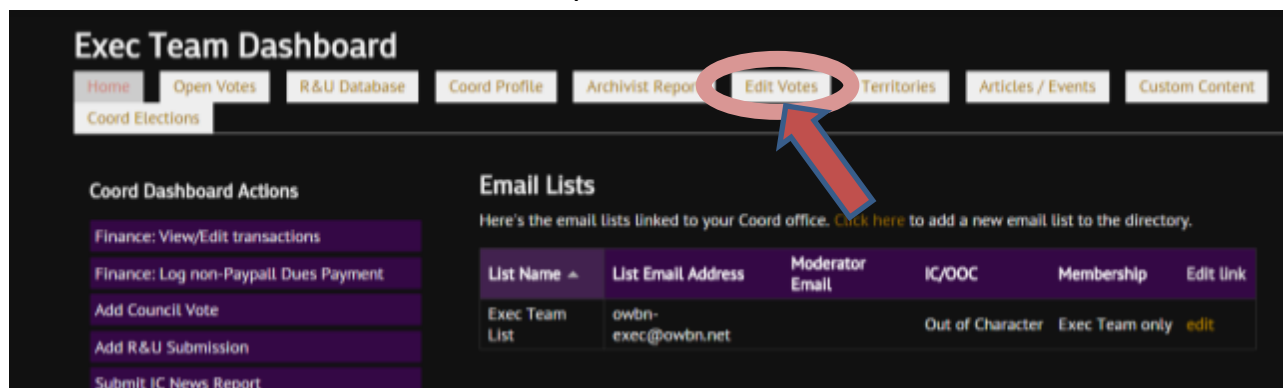 Exec Team Dashboard
Home Open Votes R&U Database Coord Profile Archivist Report Edit Votes Territories Articles / Events Custom Content
Coord Elections
Coord Dashboard Actions
Finance: View/Edit transactions
Finance: Log non-Paypall Dues Payment
Add Council Vote
Add R&U Submission
Submit IC News Report
Email Lists
Here's the email lists linked to your Coord office. Click here to add a new email list to the directory.
List Name List Email Address Moderator Email IC/OOC Membership Edit link
Exec Team List owbn-exec@owbn.net Out of Character Exec Team only edit